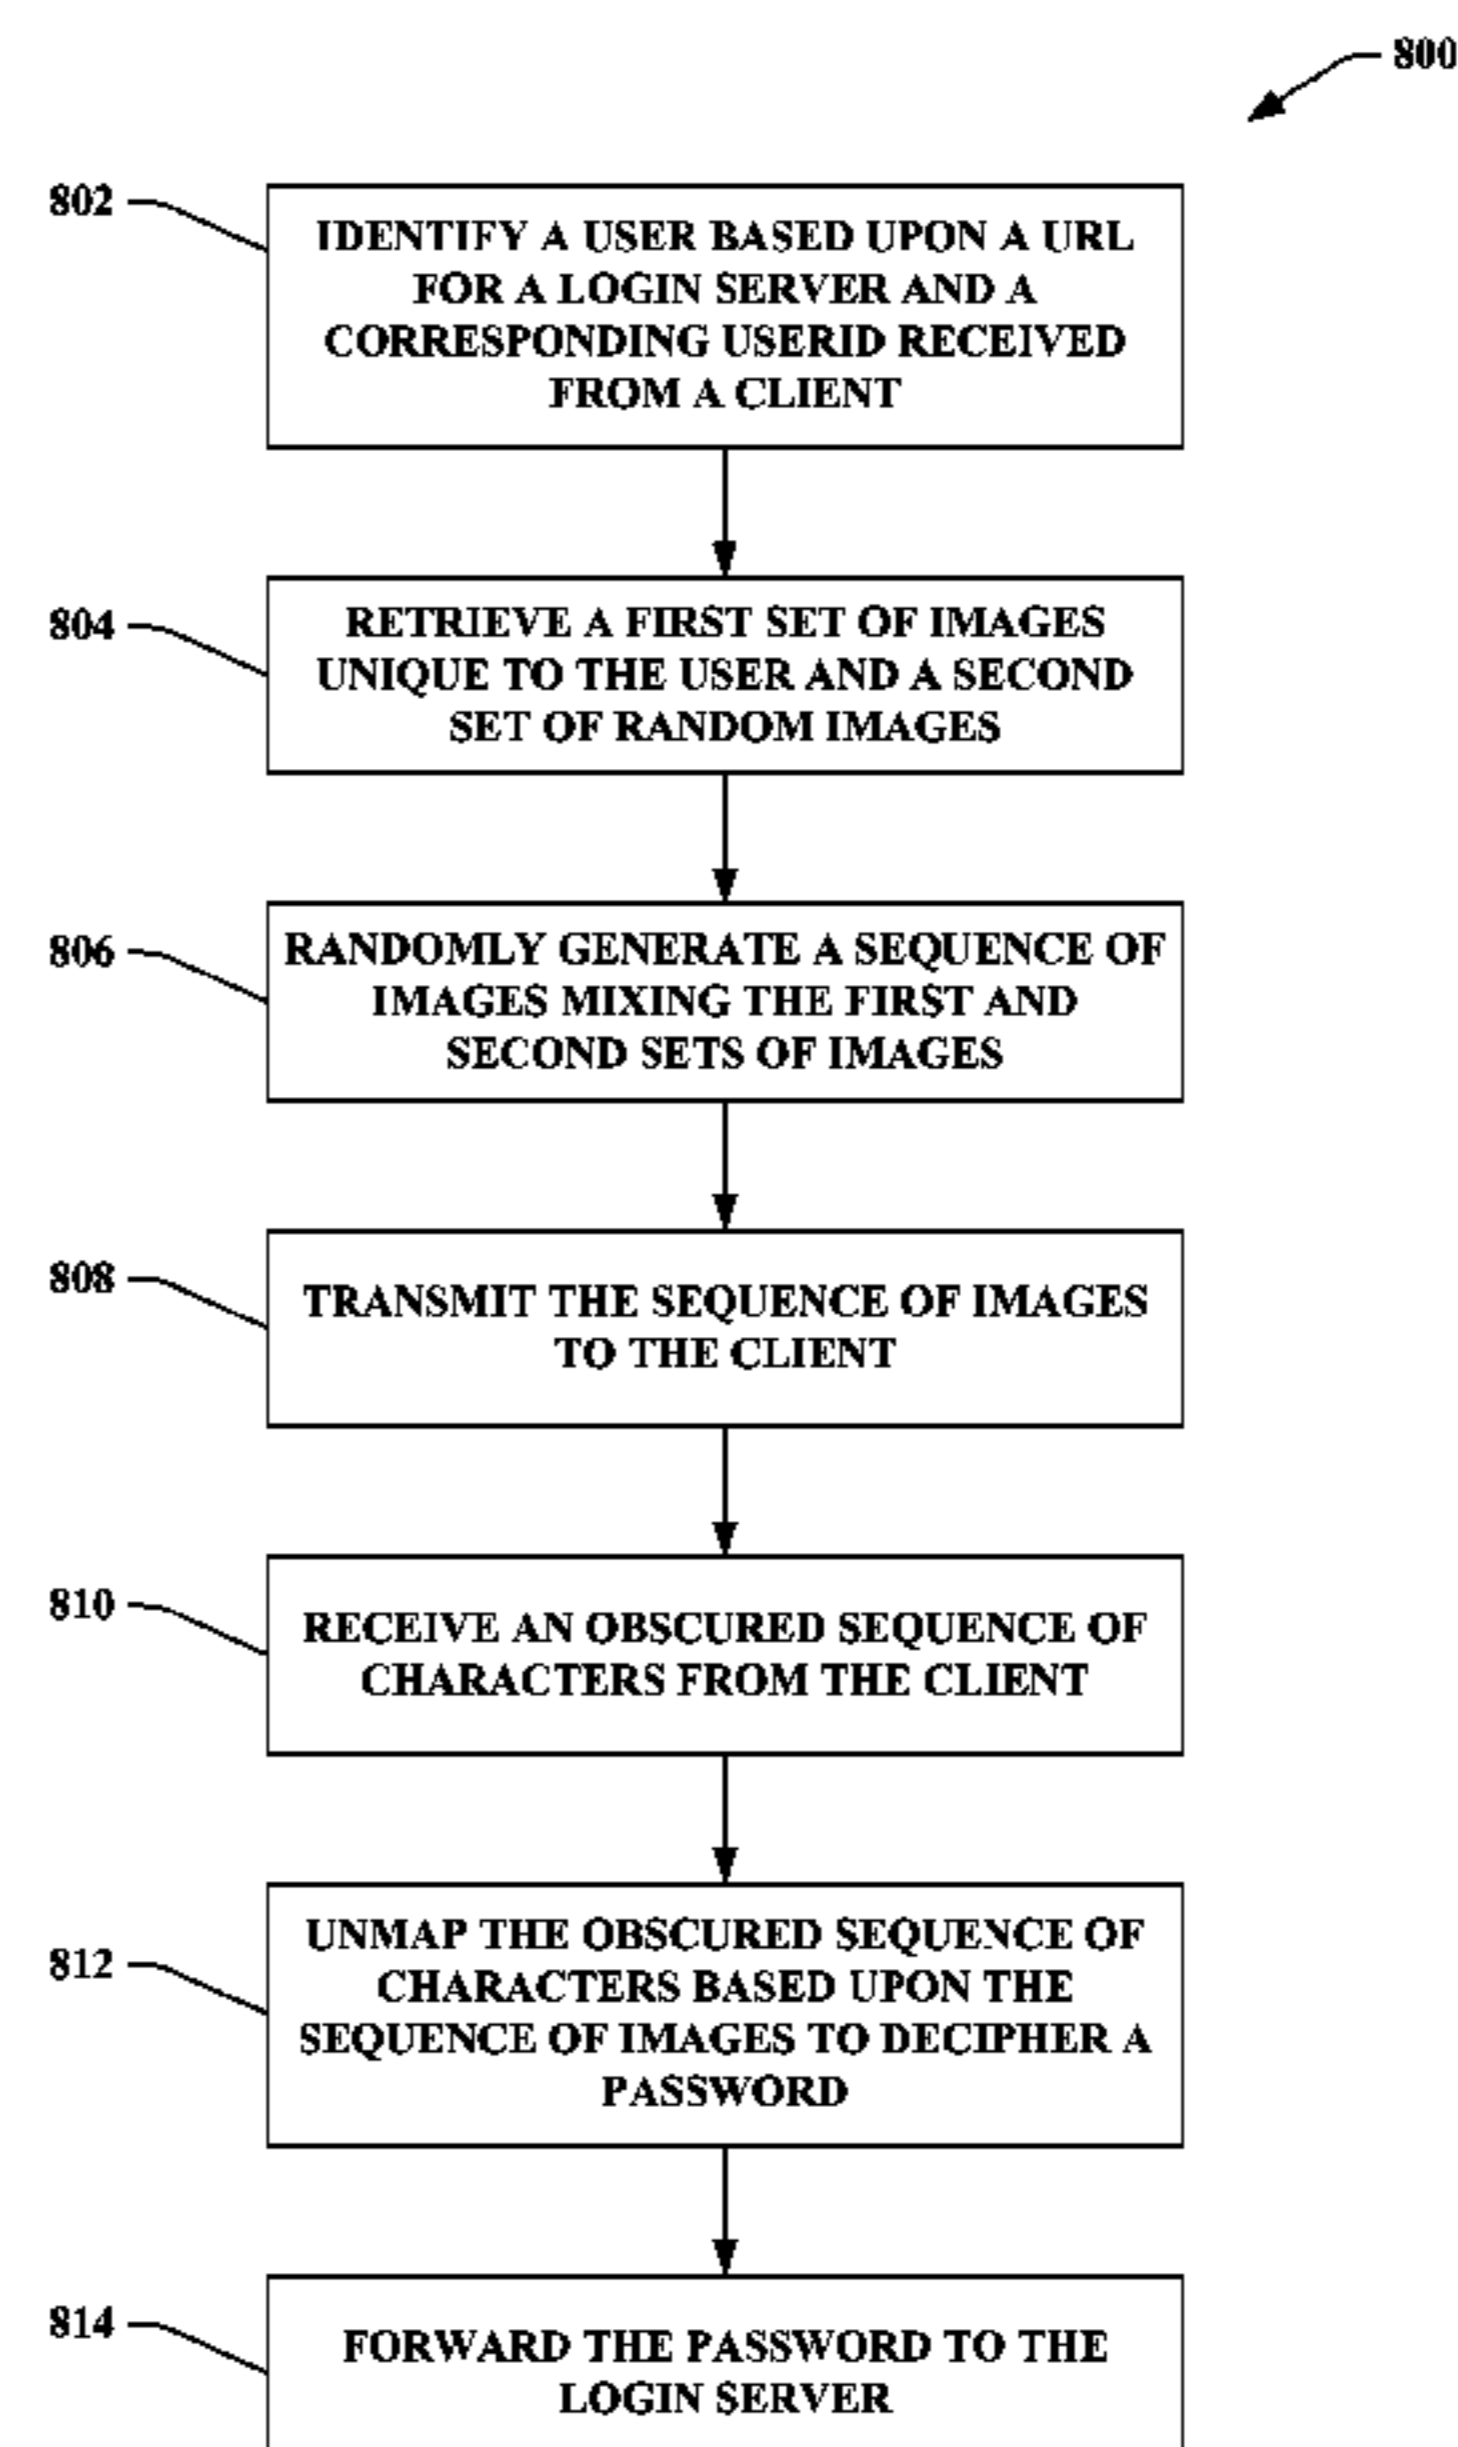 800
802
IDENTIFY A USER BASED UPON A URL
FOR A LOGIN SERVER AND A
CORRESPONDING USERID RECEIVED
FROM A CLIENT
804
RETRIEVE A FIRST SET OF IMAGES
UNIQUE TO THE USER AND A SECOND
SET OF RANDOM IMAGES
806
RANDOMLY GENERATE A SEQUENCE OF
IMAGES MIXING THE FIRST AND
SECOND SETS OF IMAGES
808
TRANSMIT THE SEQUENCE OF IMAGES
TO THE CLIENT
810
RECEIVE AN OBSCURED SEQUENCE OF
CHARACTERS FROM THE CLIENT
812
UNMAP THE OBSCURED SEQUENCE OF
CHARACTERS BASED UPON THE
SEQUENCE OF IMAGES TO DECIPHER A
PASSWORD
814
FORWARD THE PASSWORD TO THE
LOGIN SERVER